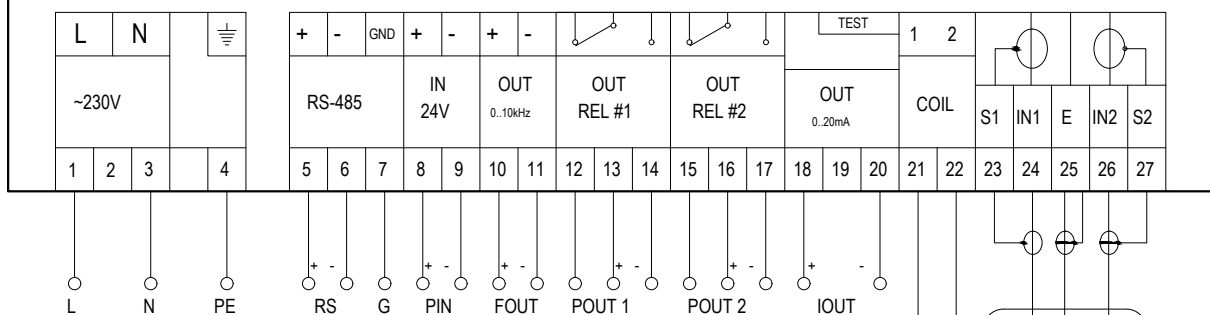 L N + - GND + - + - TEST 1 2
~230V RS-485 IN 24V OUT 0..10kHz OUT REL #1 OUT REL #2 OUT 0..20mA COIL S1 IN1 E IN2 S2
1 2 3 4 5 6 7 8 9 10 11 12 13 14 15 16 17 18 19 20 21 22 23 24 25 26 27
+ - + - + - + - + - + -
L N PE RS G PIN FOUT POUT 1 POUT 2 IOUT